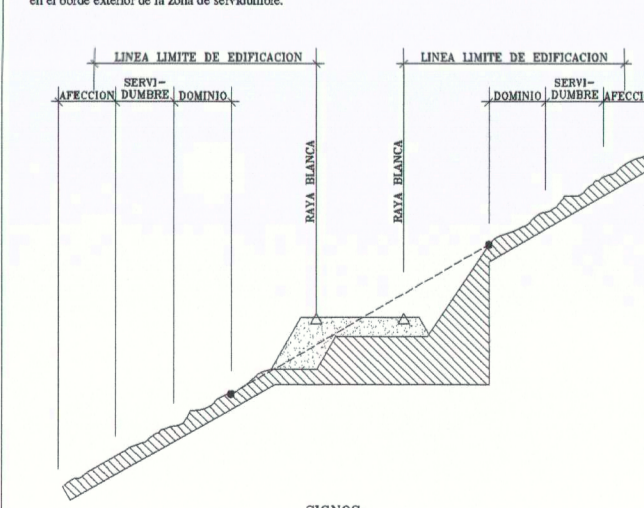 en el borde exterior de la zona de servidumbre.
LINEA LIMITE DE EDIFICACION
LINEA LIMITE DE EDIFICACION
AFECCION
SERVI-
DUMBRE
DOMINIO
DOMINIO
SERVI-
DUMBRE
AFECCI
RAYA BLANCA
RAYA BLANCA
SIGNOS